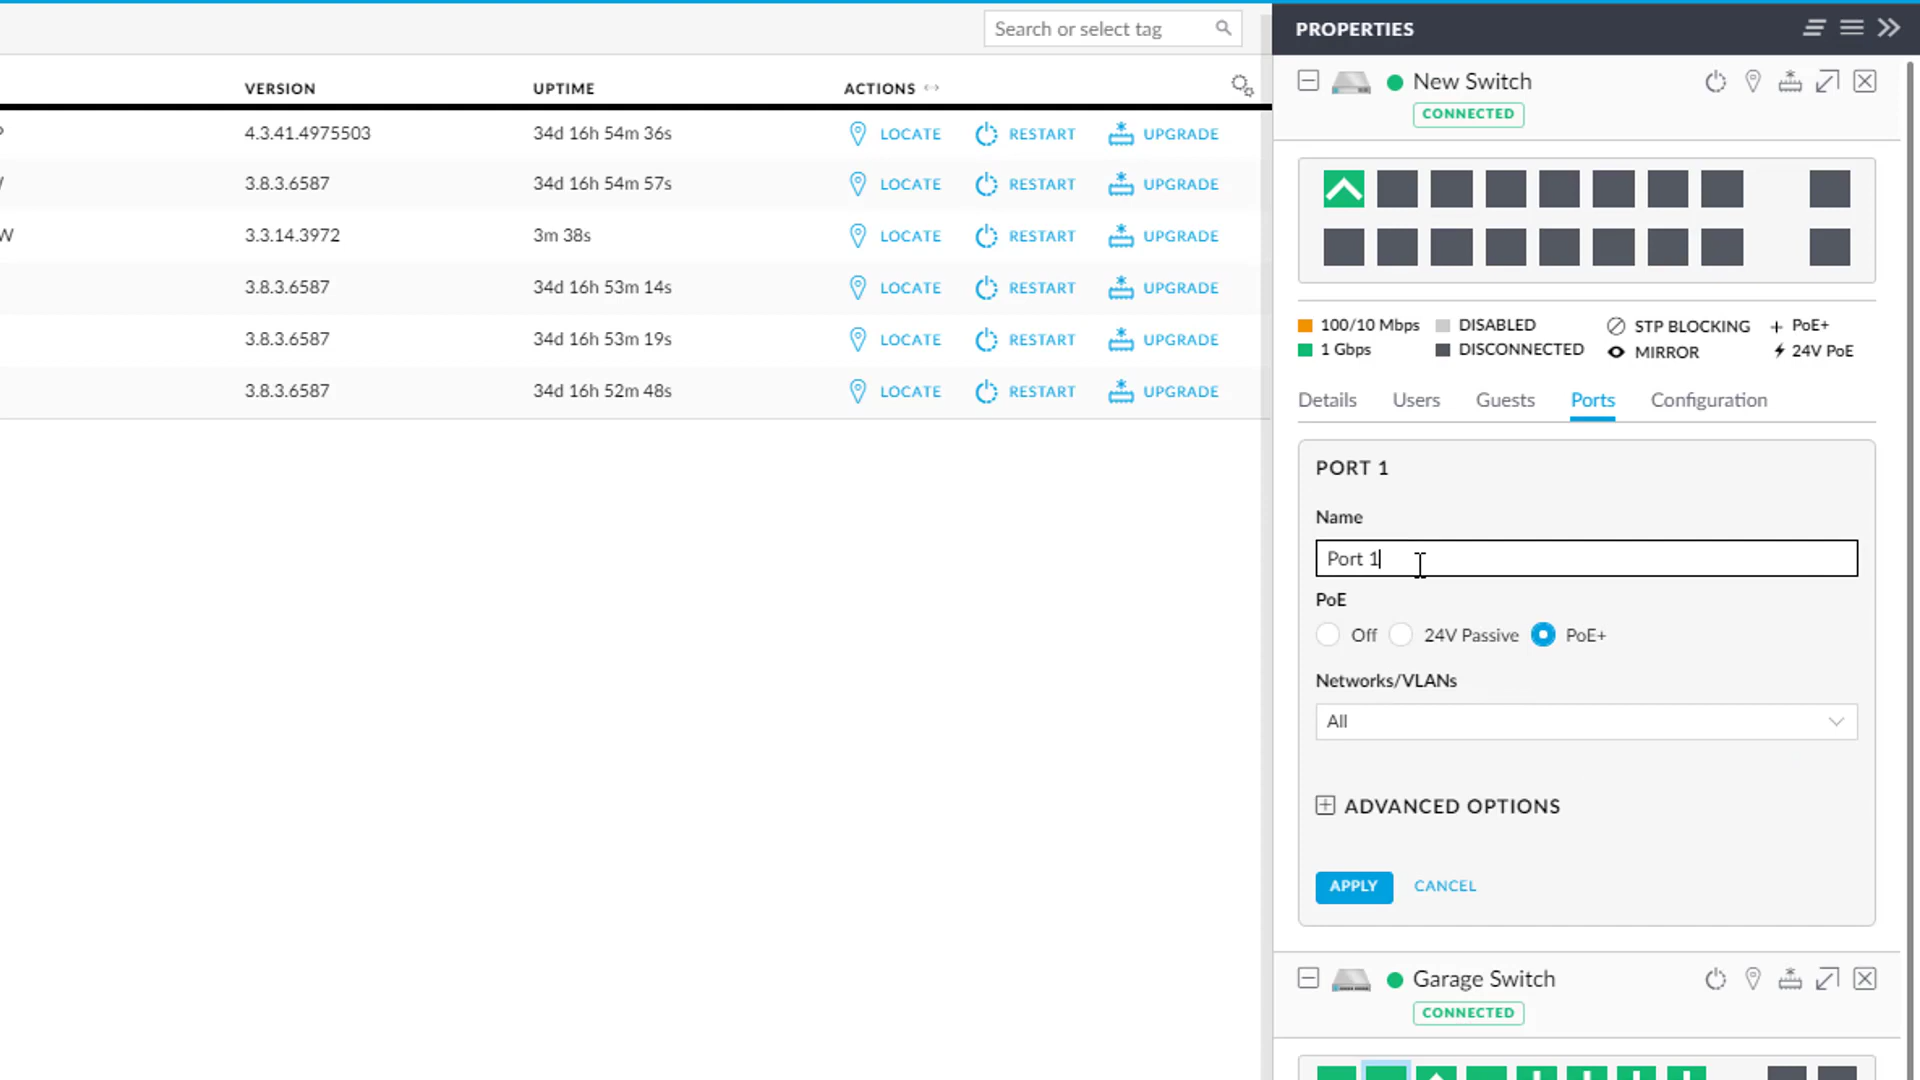 Search or select tag
VERSION UPTIME ACTIONS
4.3.41.4975503 34d 16h 54m 36s LOCATE RESTART UPGRADE
3.8.3.6587 34d 16h 54m 57s LOCATE RESTART UPGRADE
W 3.3.14.3972 3m 38s LOCATE RESTART UPGRADE
3.8.3.6587 34d 16h 53m 14s LOCATE RESTART UPGRADE
3.8.3.6587 34d 16h 53m 19s LOCATE RESTART UPGRADE
3.8.3.6587 34d 16h 52m 48s LOCATE RESTART UPGRADE
PROPERTIES
New Switch
CONNECTED
100/10 Mbps DISABLED STP BLOCKING PoE+
1 Gbps DISCONNECTED MIRROR 24V PoE
Details Users Guests Ports Configuration
PORT 1
Name
Port 1
PoE
Off 24V Passive PoE+
Networks/VLANs
All
ADVANCED OPTIONS
APPLY CANCEL
Garage Switch
CONNECTED